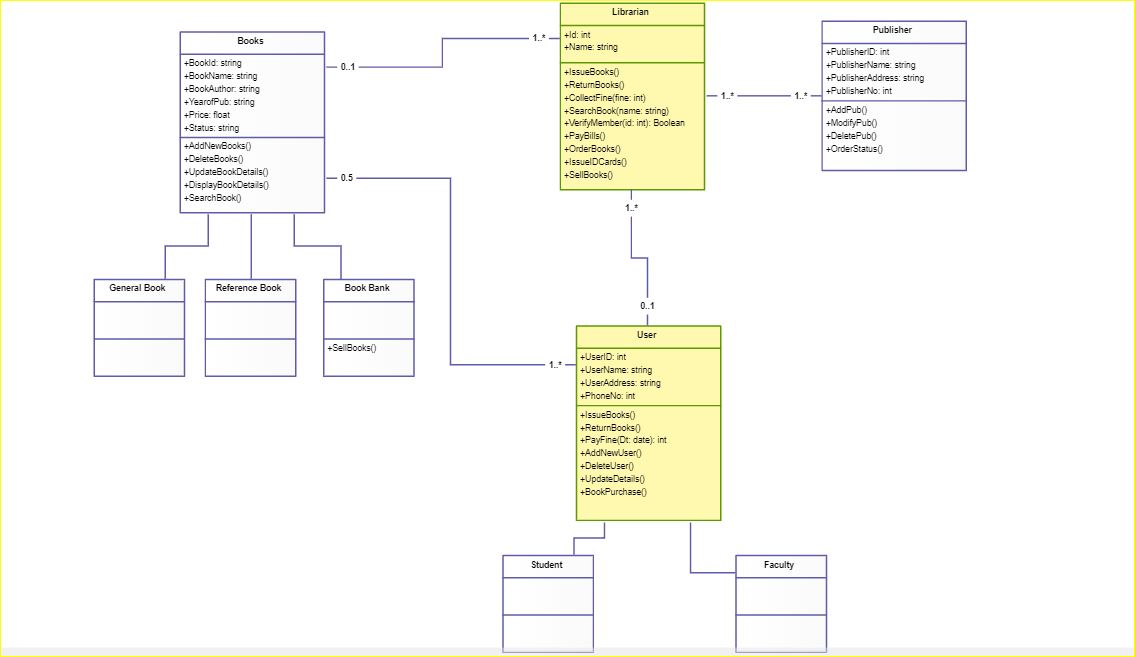 Books
+BookId: string
+BookName: string
+BookAuthor: string
+YearofPub: string
+Price: float
+Status: string
+AddNewBooks()
+DeleteBooks()
+UpdateBookDetails()
+DisplayBookDetails()
+SearchBook()
0..1
1..*
Librarian
+Id: int
+Name: string
+IssueBooks()
+ReturnBooks()
+CollectFine(fine: int)
+SearchBook(name: string)
+VerifyMember(id: int): Boolean
+PayBills()
+OrderBooks()
+IssueIDCards()
+SellBooks()
1..*
1..*
Publisher
+PublisherID: int
+PublisherName: string
+PublisherAddress: string
+PublisherNo: int
+AddPub()
+ModifyPub()
+DeletePub()
+OrderStatus()
0.5
1..*
1..*
0..1
General Book
Reference Book
Book Bank
+SellBooks()
User
+UserID: int
+UserName: string
+UserAddress: string
+PhoneNo: int
+IssueBooks()
+ReturnBooks()
+PayFine(Dt: date): int
+AddNewUser()
+DeleteUser()
+UpdateDetails()
+BookPurchase()
Student
Faculty